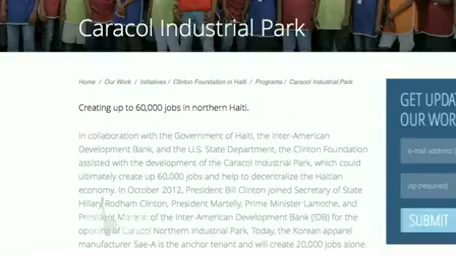 Caracol Industrial Park
Home / Our Work / Initiatives / Clinton Foundation in Haiti / Programs / Caracol Industrial Park
Creating up to 60,000 jobs in northern Haiti.
In collaboration with the Government of Haiti, the Inter-American
Development Bank, and the U.S. State Department, the Clinton Foundation
assisted with the development of the Caracol Industrial Park, which could
ultimately create up 60,000 jobs and help to decentralize the Haitian
economy. In October 2012, President Bill Clinton joined Secretary of State
Hillary Rodham Clinton, President Martelly, Prime Minister Lamothe, and
President Moreno of the Inter-American Development Bank (IDB) for the
opening of Caracol Northern Industrial Park. Today, the Korean apparel
manufacturer Sae-A is the anchor tenant and will create 20,000 jobs alone.
GET UPDA
OUR WOR
e-mail address (
zip (required)
SUBMIT